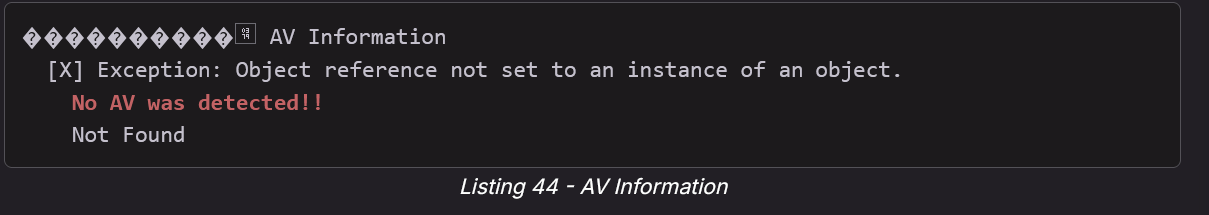 ����������� AV Information
[X] Exception: Object reference not set to an instance of an object.
No AV was detected!!
Not Found
Listing 44 - AV Information